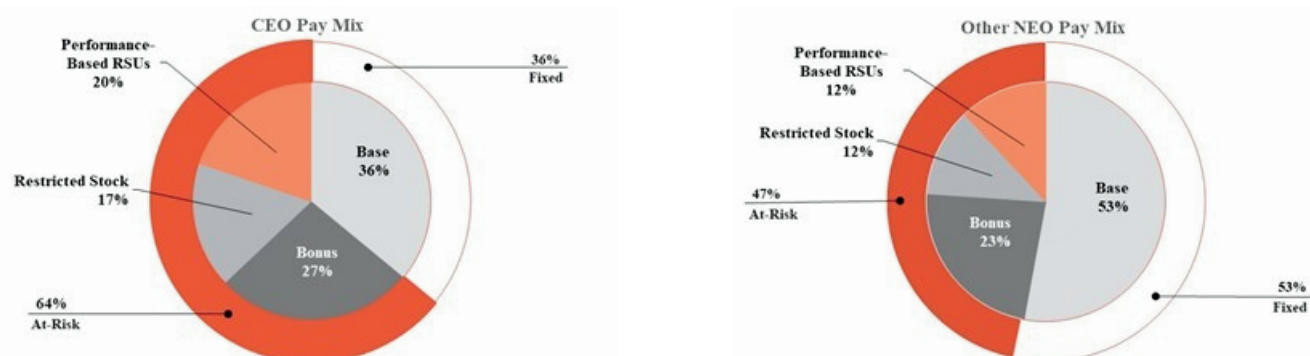 CEO Pay Mix
Performance-
Based RSUs
20%
36%
Fixed
Base
36%
Restricted Stock
17%
Bonus
27%
64%
At-Risk
Other NEO Pay Mix
Performance-
Based RSUs
12%
Restricted Stock
12%
Base
53%
47%
At-Risk
Bonus
23%
53%
Fixed